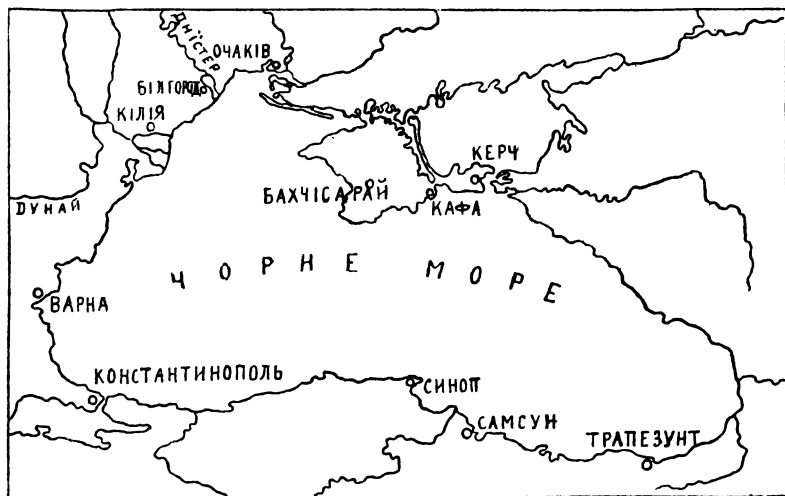 ДНІСТЕР
ОЧАКІВ
БІЛГОРОД
КІЛІЯ
КЕРЧ
БАХЧІСАРАЙ
КАФА
ДУНАЙ
ЧОРНЕ МОРЕ
ВАРНА
КОНСТАНТИНОПОЛЬ
СИНОП
САМСУН
ТРАПЕЗУНТ